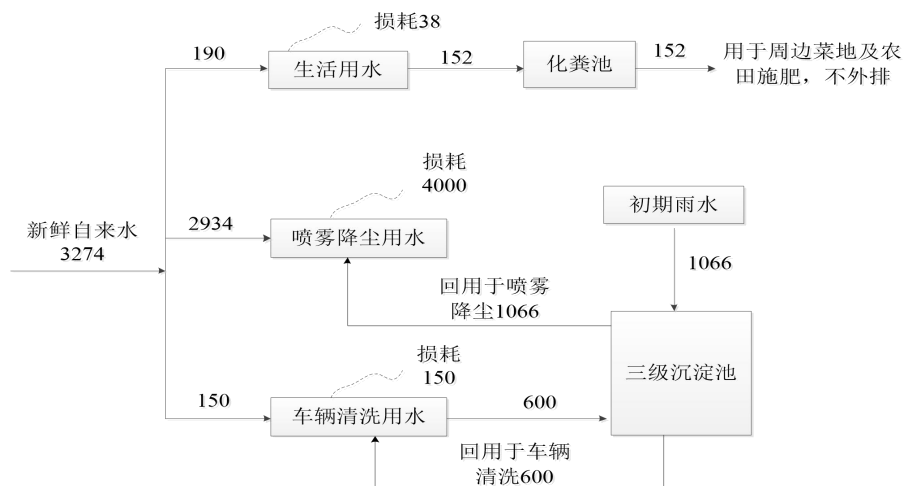 损耗38
190
生活用水
152
化粪池
152
用于周边菜地及农
田施肥，不外排
损耗
4000
新鲜自来水
3274
2934
喷雾降尘用水
初期雨水
1066
回用于喷雾
降尘1066
三级沉淀池
损耗
150
150
车辆清洗用水
600
回用于车辆
清洗600